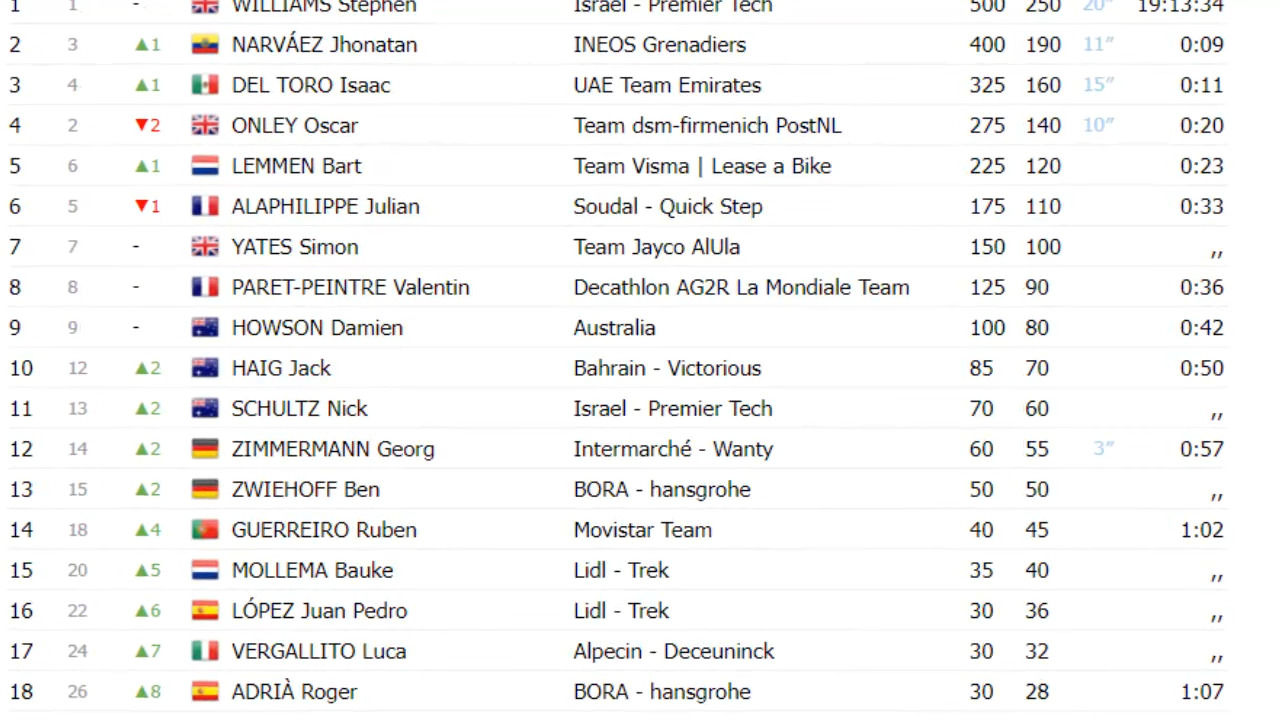 1 1 - WILLIAMS Stephen Israel - Premier Tech 500 250 20″ 19:13:34
2 3 ▲1 NARVÁEZ Jhonatan INEOS Grenadiers 400 190 11″ 0:09
3 4 ▲1 DEL TORO Isaac UAE Team Emirates 325 160 15″ 0:11
4 2 ▼2 ONLEY Oscar Team dsm-firmenich PostNL 275 140 10″ 0:20
5 6 ▲1 LEMMEN Bart Team Visma | Lease a Bike 225 120 0:23
6 5 ▼1 ALAPHILIPPE Julian Soudal - Quick Step 175 110 0:33
7 7 - YATES Simon Team Jayco AlUla 150 100 ,,
8 8 - PARET-PEINTRE Valentin Decathlon AG2R La Mondiale Team 125 90 0:36
9 9 - HOWSON Damien Australia 100 80 0:42
10 12 ▲2 HAIG Jack Bahrain - Victorious 85 70 0:50
11 13 ▲2 SCHULTZ Nick Israel - Premier Tech 70 60 ,,
12 14 ▲2 ZIMMERMANN Georg Intermarché - Wanty 60 55 3″ 0:57
13 15 ▲2 ZWIEHOFF Ben BORA - hansgrohe 50 50 ,,
14 18 ▲4 GUERREIRO Ruben Movistar Team 40 45 1:02
15 20 ▲5 MOLLEMA Bauke Lidl - Trek 35 40 ,,
16 22 ▲6 LÓPEZ Juan Pedro Lidl - Trek 30 36 ,,
17 24 ▲7 VERGALLITO Luca Alpecin - Deceuninck 30 32 ,,
18 26 ▲8 ADRIÀ Roger BORA - hansgrohe 30 28 1:07